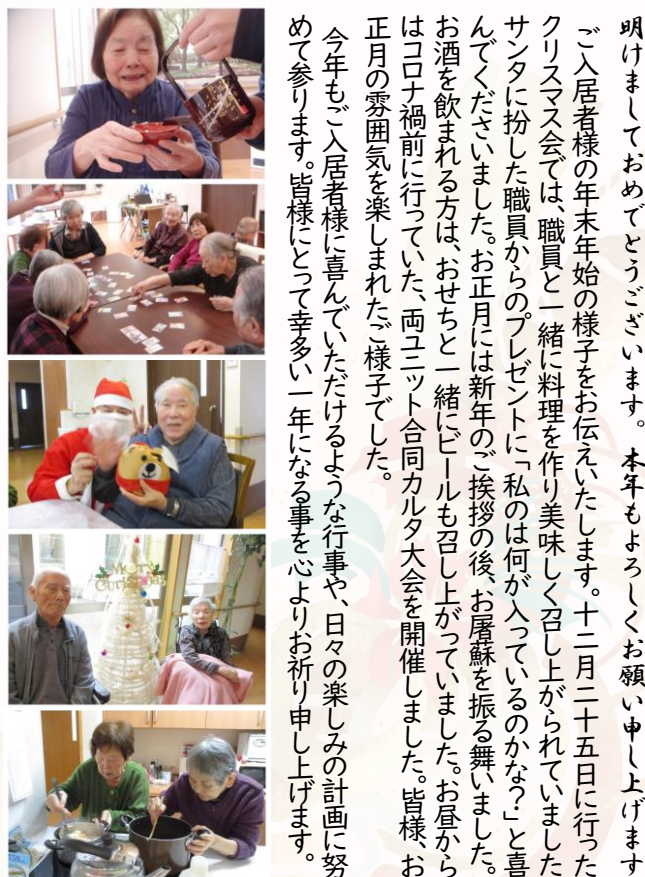 明けましておめでとうございます。本年もよろしくお願い申し上げます
ご入居者様の年末年始の様子をお伝えいたします。十二月二十五日に行った
クリスマス会では、職員と一緒に料理を作り美味しく召し上がられていました
サンタに扮した職員からのプレゼントに「私のは何が入っているのかな?」と喜
んでくださいました。お正月には新年のご挨拶の後、お屠蘇を振る舞いました。
お酒を飲まれる方は、おせちと一緒にビールも召し上がっていました。お昼から
はコロナ禍前に行っていた、両ユニット合同カルタ大会を開催しました。皆様、お
正月の雰囲気を楽しまれたご様子でした。
今年もご入居者様に喜んでいただけるような行事や、日々の楽しみの計画に努
めて参ります。皆様にとって幸多い一年になる事を心よりお祈り申し上げます。